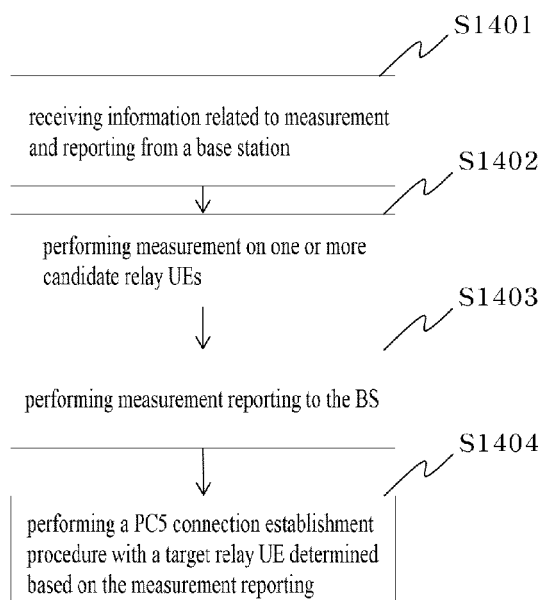 S1401
receiving information related to measurement
and reporting from a base station
S1402
performing measurement on one or more
candidate relay UEs
S1403
performing measurement reporting to the BS
S1404
performing a PC5 connection establishment
procedure with a target relay UE determined
based on the measurement reporting